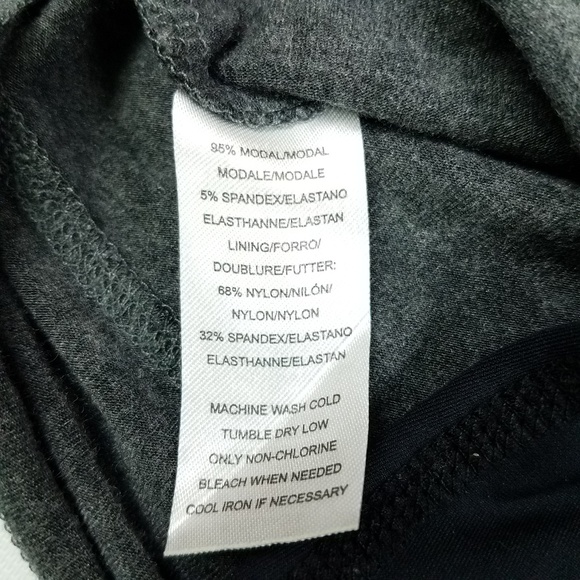 95% MODAL/MODAL
MODALE/MODALE
5% SPANDEX/ELASTANO
ELASTHANNE/ELASTAN
LINING/FORRO/
DOUBLURE/FUTTER:
68% NYLON/NILÓN/
NYLON/NYLON
32% SPANDEX/ELASTANO
ELASTHANNE/ELASTAN
MACHINE WASH COLD
TUMBLE DRY LOW
ONLY NON-CHLORINE
BLEACH WHEN NEEDED
COOL IRON IF NECESSARY